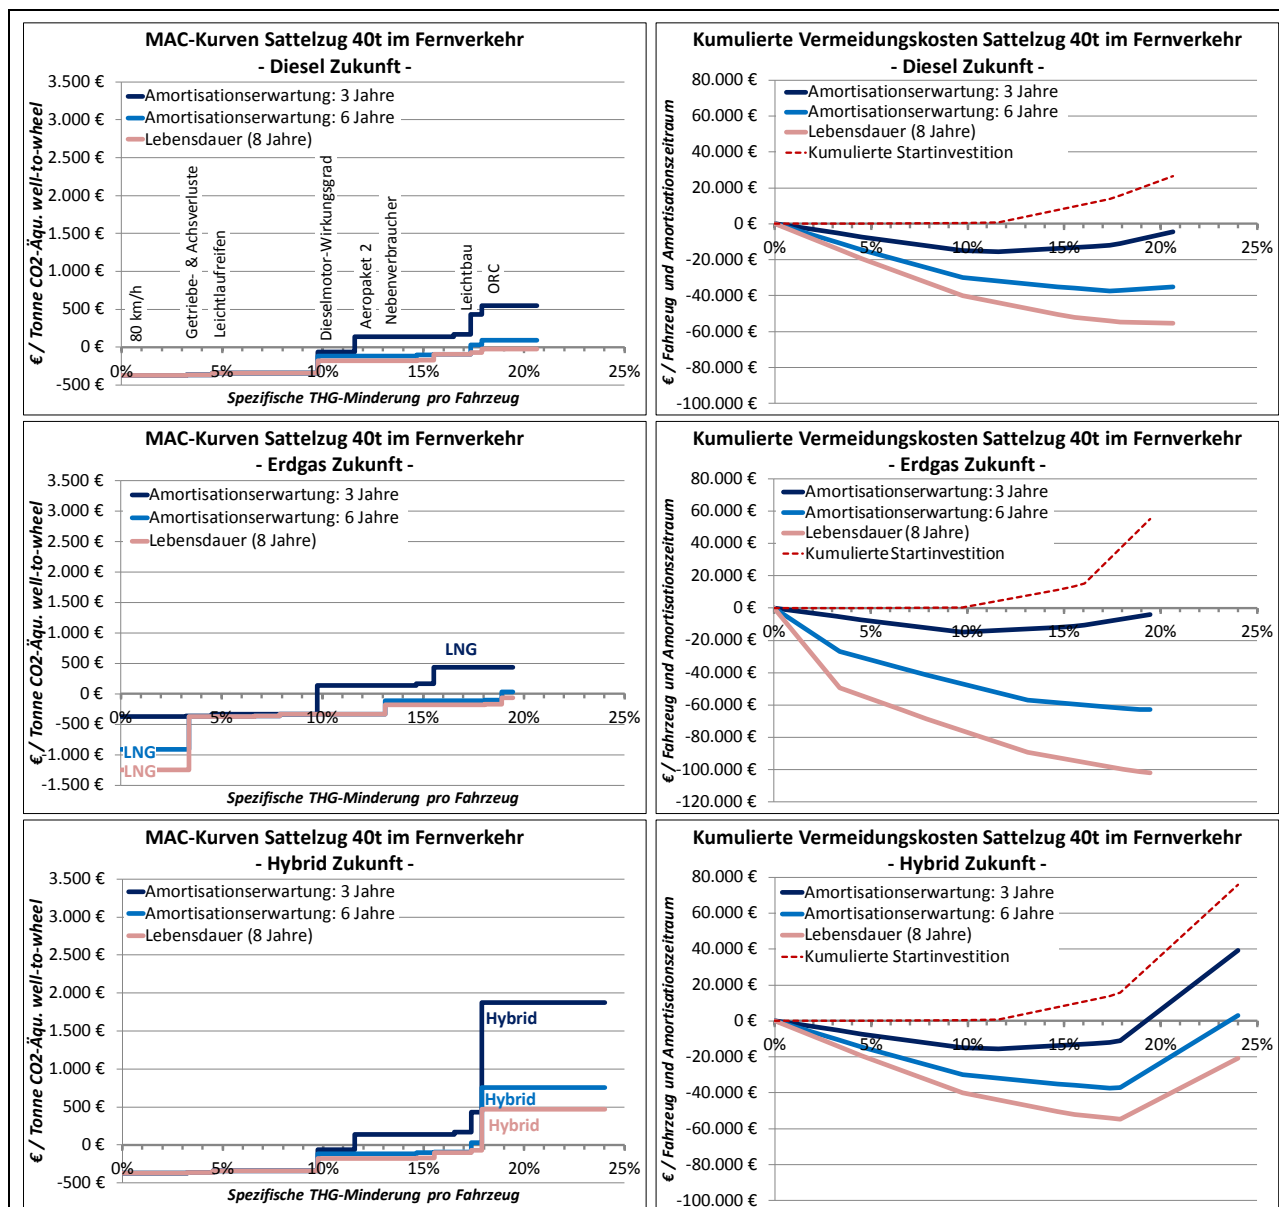 MAC-Kurven Sattelzug 40t im Fernverkehr
- Diesel Zukunft -
€ / Tonne CO2-Äqu. well-to-wheel
3.500 €
3.000 €
2.500 €
2.000 €
1.500 €
1.000 €
500 €
0 €
-500 €
Amortisationserwartung: 3 Jahre
Amortisationserwartung: 6 Jahre
Lebensdauer (8 Jahre)
80 km/h
Getriebe- & Achsverluste
Leichtlaufreifen
Dieselmotor-Wirkungsgrad
Aeropaket 2
Nebenverbraucher
Leichtbau
ORC
0% 5% 10% 15% 20% 25%
Spezifische THG-Minderung pro Fahrzeug
Kumulierte Vermeidungskosten Sattelzug 40t im Fernverkehr
- Diesel Zukunft -
€ / Fahrzeug und Amortisationszeitraum
80.000 €
60.000 €
40.000 €
20.000 €
0 €
-20.000 €
-40.000 €
-60.000 €
-80.000 €
-100.000 €
Amortisationserwartung: 3 Jahre
Amortisationserwartung: 6 Jahre
Lebensdauer (8 Jahre)
Kumulierte Startinvestition
0% 5% 10% 15% 20% 25%
MAC-Kurven Sattelzug 40t im Fernverkehr
- Erdgas Zukunft -
€ / Tonne CO2-Äqu. well-to-wheel
3.500 €
3.000 €
2.500 €
2.000 €
1.500 €
1.000 €
500 €
0 €
-500 €
-1.000 €
-1.500 €
Amortisationserwartung: 3 Jahre
Amortisationserwartung: 6 Jahre
Lebensdauer (8 Jahre)
LNG
LNG
LNG
0% 5% 10% 15% 20% 25%
Spezifische THG-Minderung pro Fahrzeug
Kumulierte Vermeidungskosten Sattelzug 40t im Fernverkehr
- Erdgas Zukunft -
€ / Fahrzeug und Amortisationszeitraum
80.000 €
60.000 €
40.000 €
20.000 €
0 €
-20.000 €
-40.000 €
-60.000 €
-80.000 €
-100.000 €
-120.000 €
Amortisationserwartung: 3 Jahre
Amortisationserwartung: 6 Jahre
Lebensdauer (8 Jahre)
Kumulierte Startinvestition
0% 5% 10% 15% 20% 25%
MAC-Kurven Sattelzug 40t im Fernverkehr
- Hybrid Zukunft -
€ / Tonne CO2-Äqu. well-to-wheel
3.500 €
3.000 €
2.500 €
2.000 €
1.500 €
1.000 €
500 €
0 €
-500 €
Amortisationserwartung: 3 Jahre
Amortisationserwartung: 6 Jahre
Lebensdauer (8 Jahre)
Hybrid
Hybrid
Hybrid
0% 5% 10% 15% 20% 25%
Spezifische THG-Minderung pro Fahrzeug
Kumulierte Vermeidungskosten Sattelzug 40t im Fernverkehr
- Hybrid Zukunft -
€ / Fahrzeug und Amortisationszeitraum
80.000 €
60.000 €
40.000 €
20.000 €
0 €
-20.000 €
-40.000 €
-60.000 €
-80.000 €
-100.000 €
Amortisationserwartung: 3 Jahre
Amortisationserwartung: 6 Jahre
Lebensdauer (8 Jahre)
Kumulierte Startinvestition
0% 5% 10% 15% 20% 25%